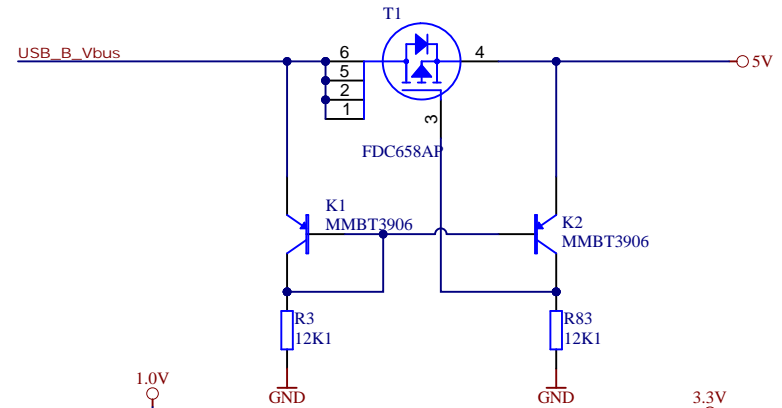 T1
USB_B_Vbus
6
5
2
1
4
5V
3
FDC658AP
K1
MMBT3906
K2
MMBT3906
R3
12K1
R83
12K1
GND
GND
1.0V
3.3V